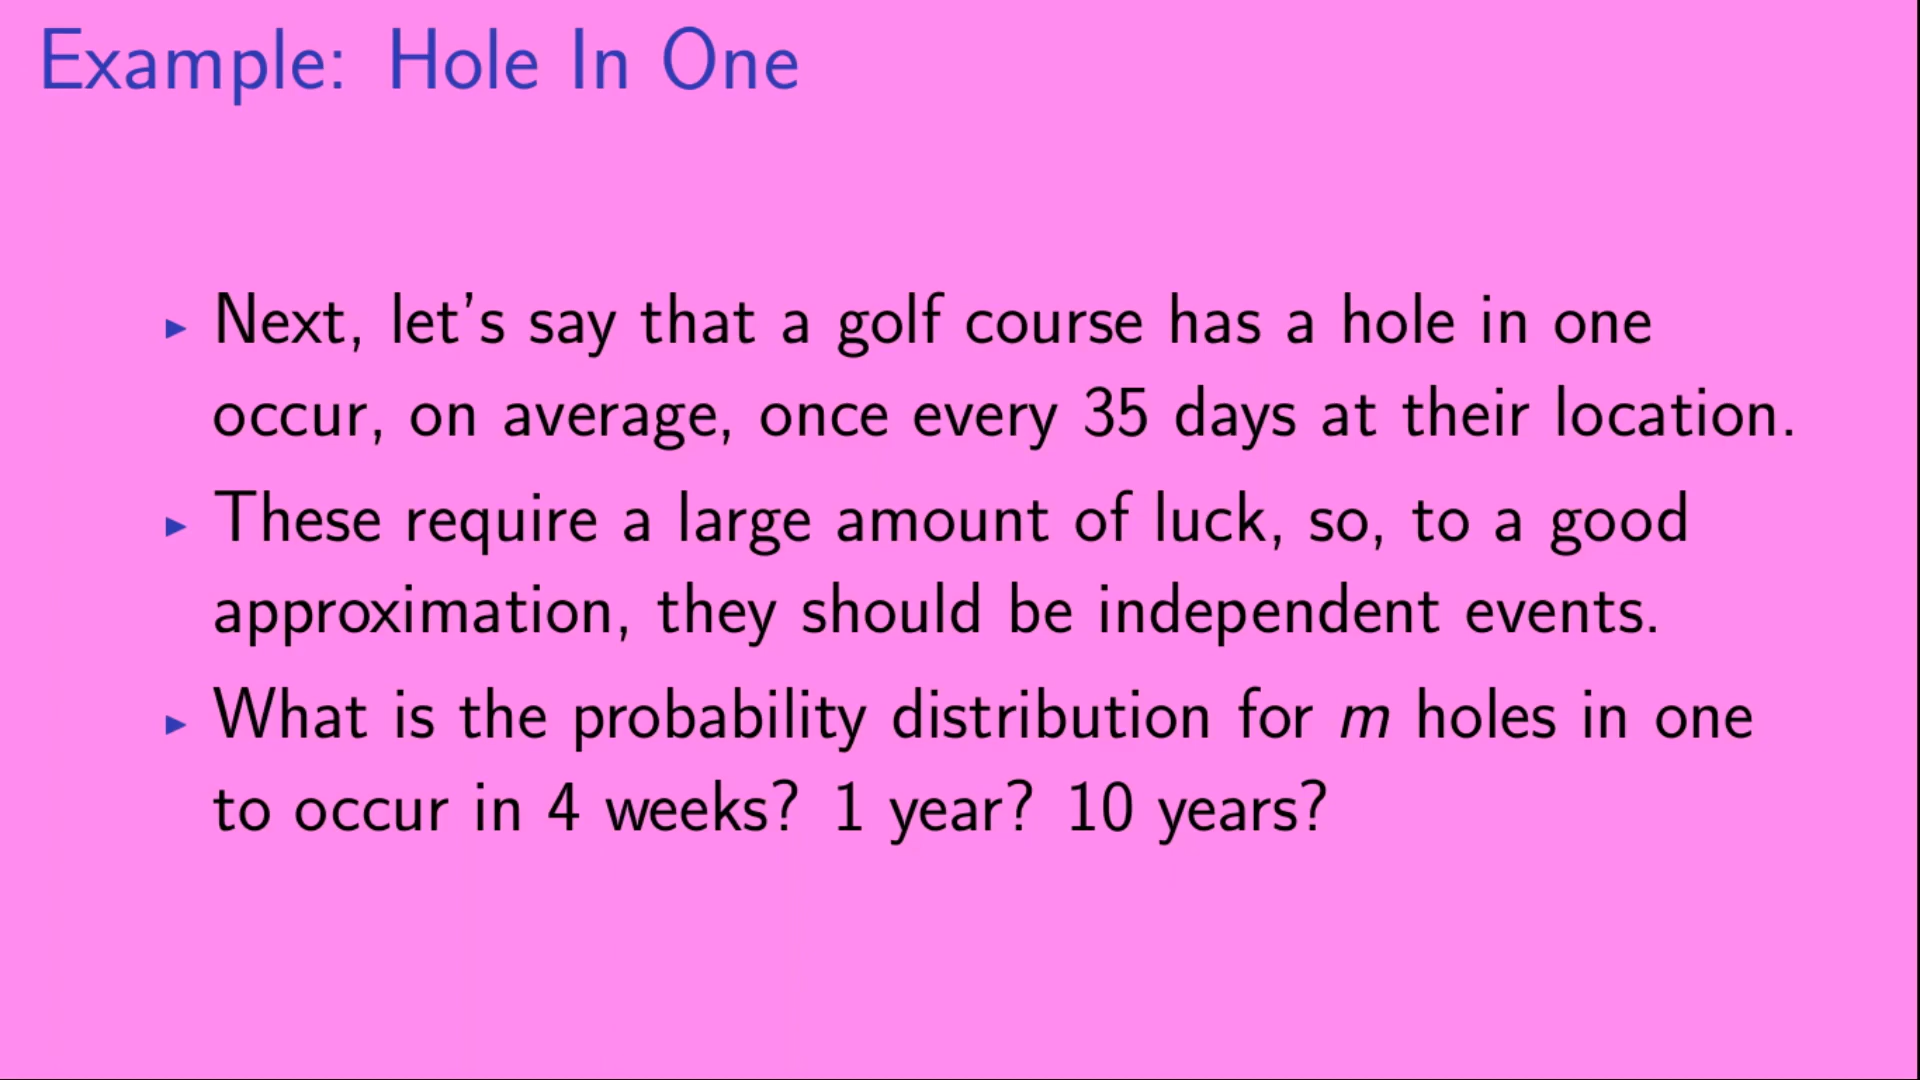 Example: Hole In One
▸ Next, let's say that a golf course has a hole in one
occur, on average, once every 35 days at their location.
▸ These require a large amount of luck, so, to a good
approximation, they should be independent events.
▸ What is the probability distribution for m holes in one
to occur in 4 weeks? 1 year? 10 years?